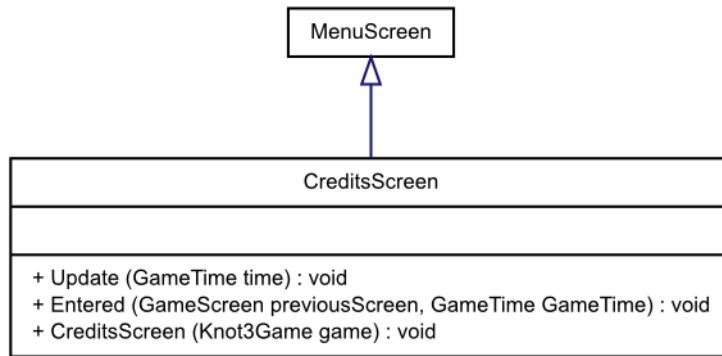 MenuScreen
CreditsScreen
+ Update (GameTime time) : void
+ Entered (GameScreen previousScreen, GameTime GameTime) : void
+ CreditsScreen (Knot3Game game) : void